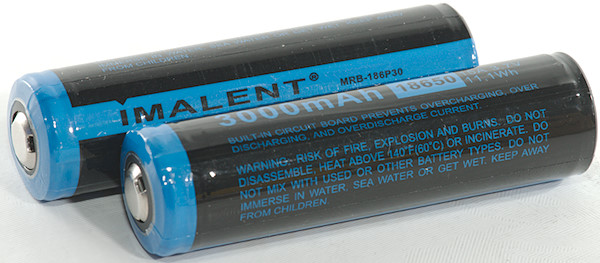 FROM CHILDREN
IMALENT®
MRB-186P30
3000mAh 18650 11.1Wh
BUILT-IN CIRCUIT BOARD PREVENTS OVERCHARGING, OVER
DISCHARGING, AND OVERDISCHARGE CURRENT.
WARNING: RISK OF FIRE, EXPLOSION AND BURNS. DO NOT
DISASSEMBLE, HEAT ABOVE 140°F(60°C) OR INCINERATE. DO
NOT MIX WITH USED OR OTHER BATTERY TYPES. DO NOT
IMMERSE IN WATER, SEA WATER OR GET WET. KEEP AWAY
FROM CHILDREN